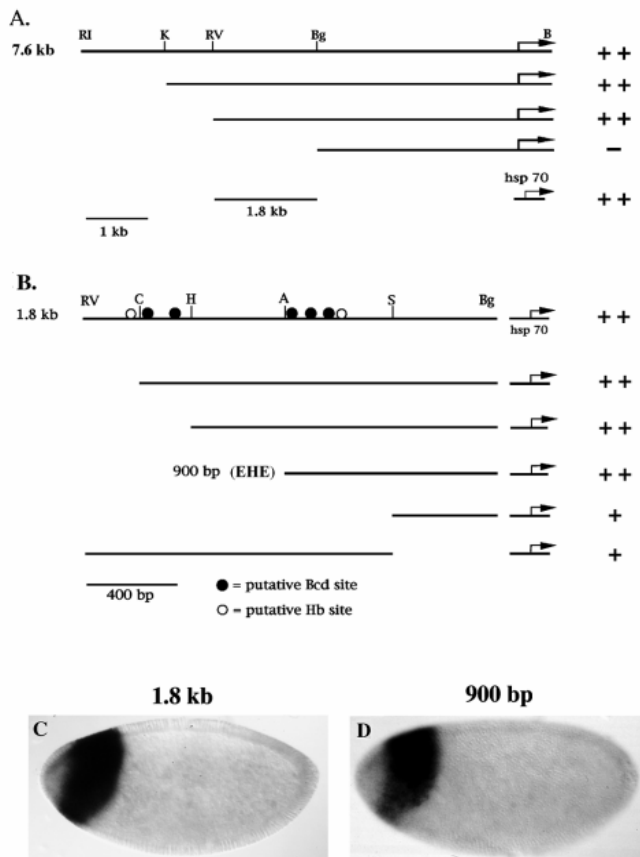 A.
RI K RV Bg B
7.6 kb + +
+ +
+ +
−
hsp 70
+ +
1.8 kb
1 kb
B.
RV C H A S Bg
1.8 kb hsp 70 + +
+ +
+ +
900 bp (EHE) + +
+
+
400 bp
= putative Bcd site
= putative Hb site
1.8 kb 900 bp
C D